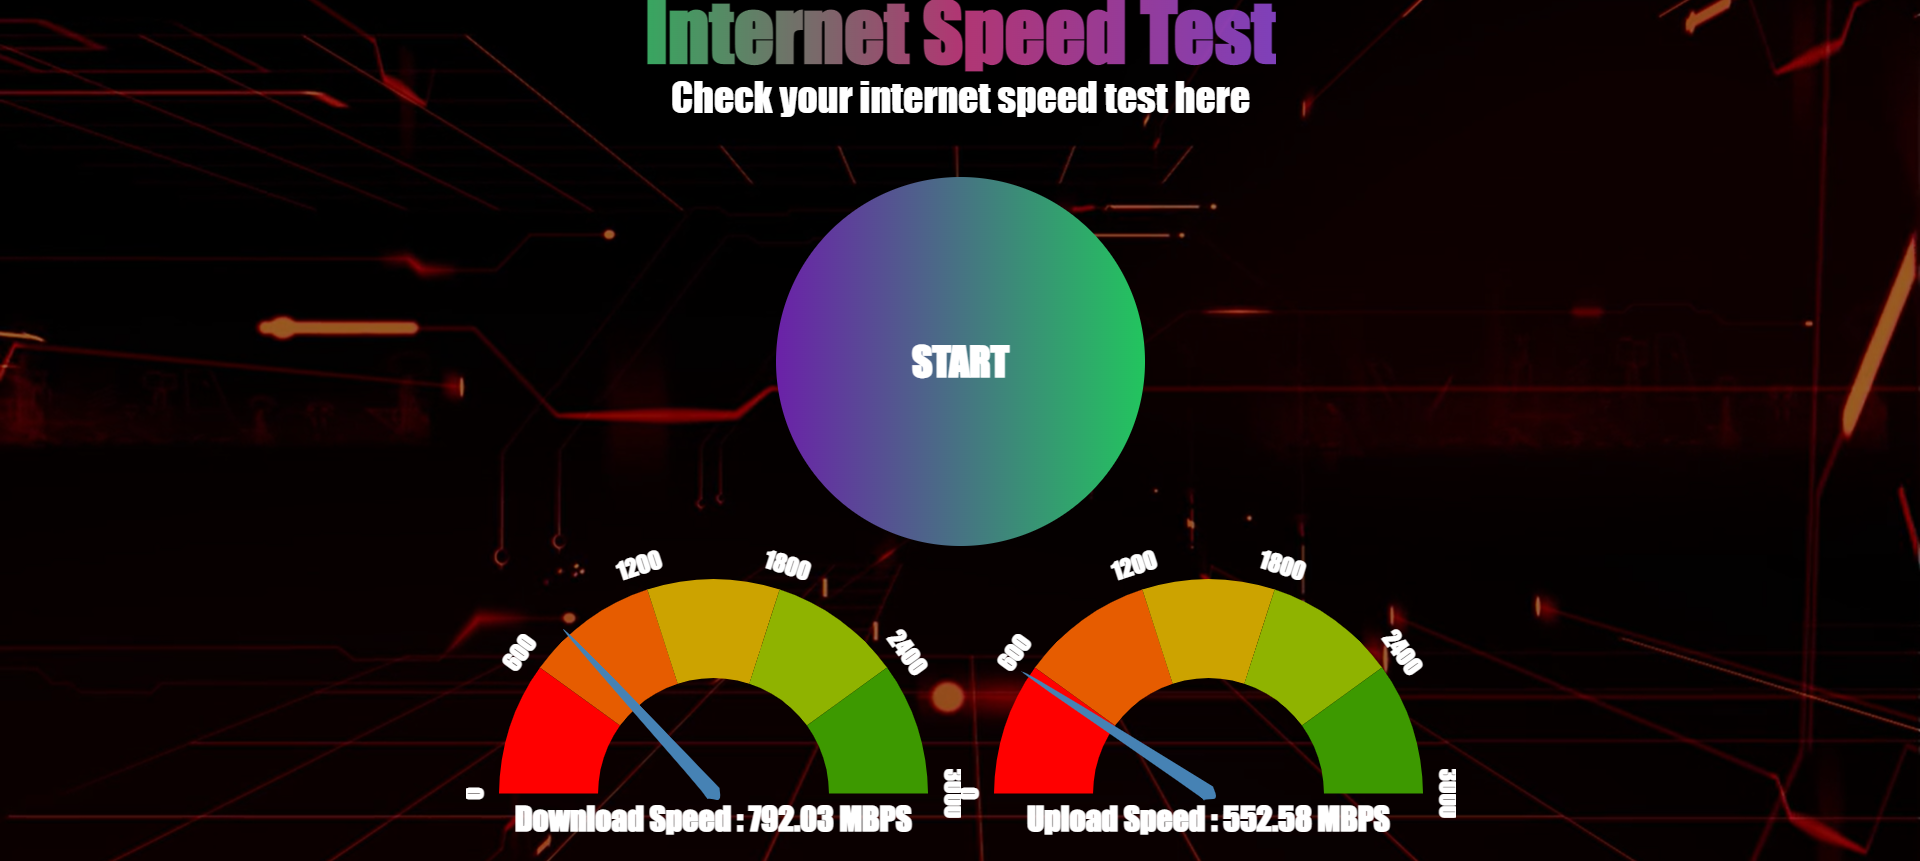 Internet Speed Test
Check your internet speed test here
START
0
600
1200
1800
2400
3000
Download Speed : 792.03 MBPS
0
600
1200
1800
2400
3000
Upload Speed : 552.58 MBPS